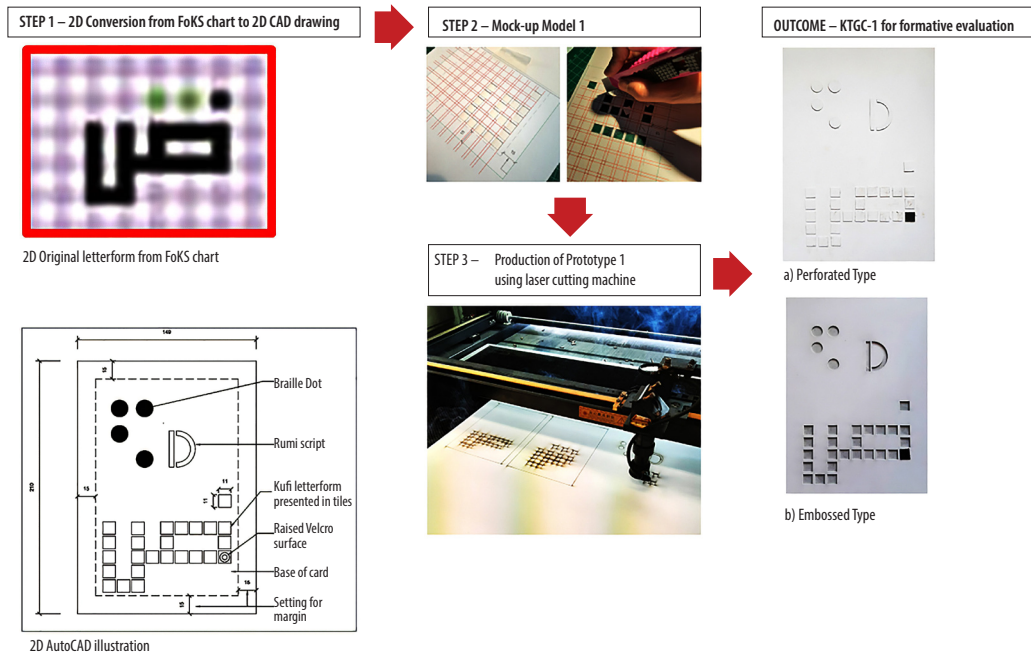 STEP 1 – 2D Conversion from FoKS chart to 2D CAD drawing
2D Original letterform from FoKS chart
140
15
210
Braille Dot
Rumi script
15
11
11
Kufi letterform
presented in tiles
Raised Velcro
surface
Base of card
15
15
Setting for
margin
2D AutoCAD illustration
STEP 2 – Mock-up Model 1
STEP 3 – Production of Prototype 1
using laser cutting machine
OUTCOME – KTGC-1 for formative evaluation
D
a) Perforated Type
D
b) Embossed Type